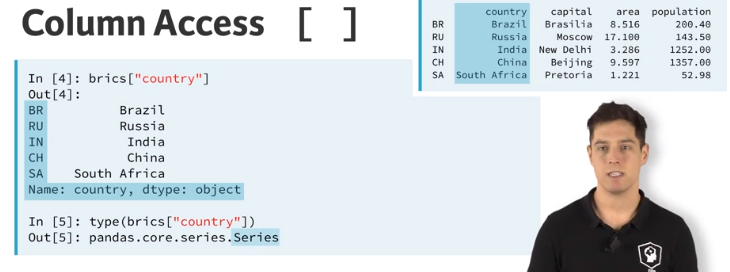 Column Access [ ]
country capital area population
BR Brazil Brasilia 8.516 200.40
RU Russia Moscow 17.100 143.50
IN India New Delhi 3.286 1252.00
CH China Beijing 9.597 1357.00
SA South Africa Pretoria 1.221 52.98
In [4]: brics["country"]
Out[4]:
BR Brazil
RU Russia
IN India
CH China
SA South Africa
Name: country, dtype: object
In [5]: type(brics["country"])
Out[5]: pandas.core.series.Series